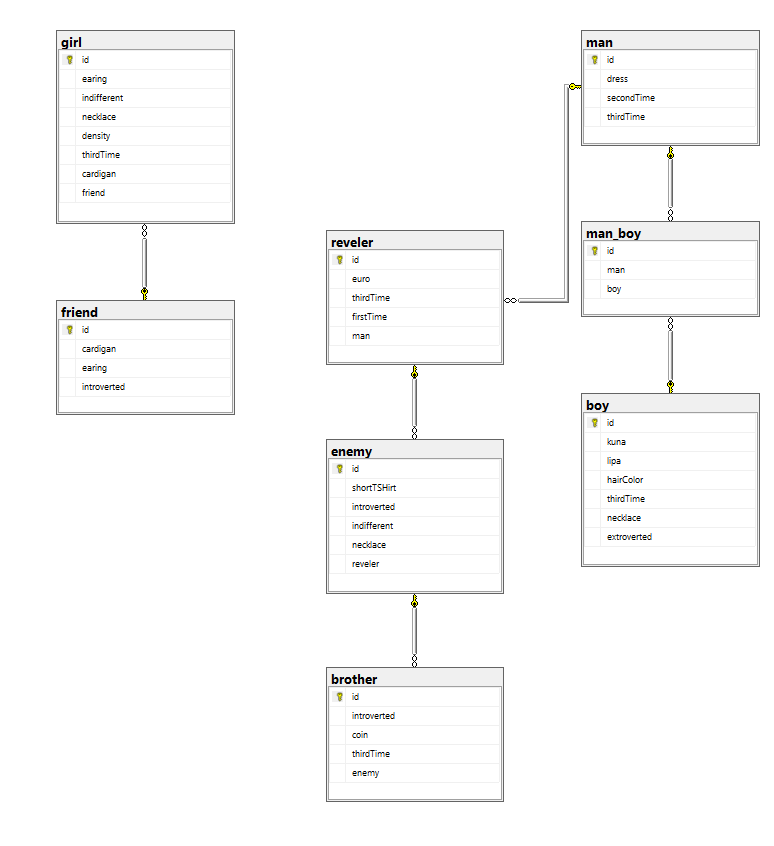 girl
id
earing
indifferent
necklace
density
thirdTime
cardigan
friend
friend
id
cardigan
earing
introverted
reveler
id
euro
thirdTime
firstTime
man
enemy
id
shortTSHirt
introverted
indifferent
necklace
reveler
brother
id
introverted
coin
thirdTime
enemy
man
id
dress
secondTime
thirdTime
man_boy
id
man
boy
boy
id
kuna
lipa
hairColor
thirdTime
necklace
extroverted